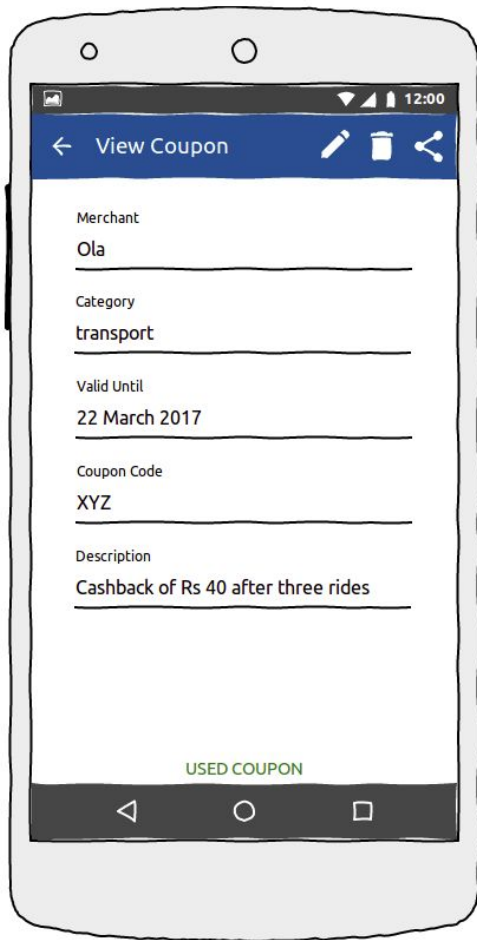 12:00
View Coupon
Merchant
Ola
Category
transport
Valid Until
22 March 2017
Coupon Code
XYZ
Description
Cashback of Rs 40 after three rides
USED COUPON